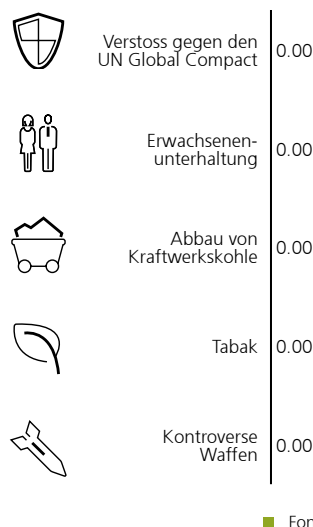 Verstoss gegen den
UN Global Compact
0.00
Erwachsenen-
unterhaltung
0.00
Abbau von
Kraftwerkskohle
0.00
Tabak
0.00
Kontroverse
Waffen
0.00